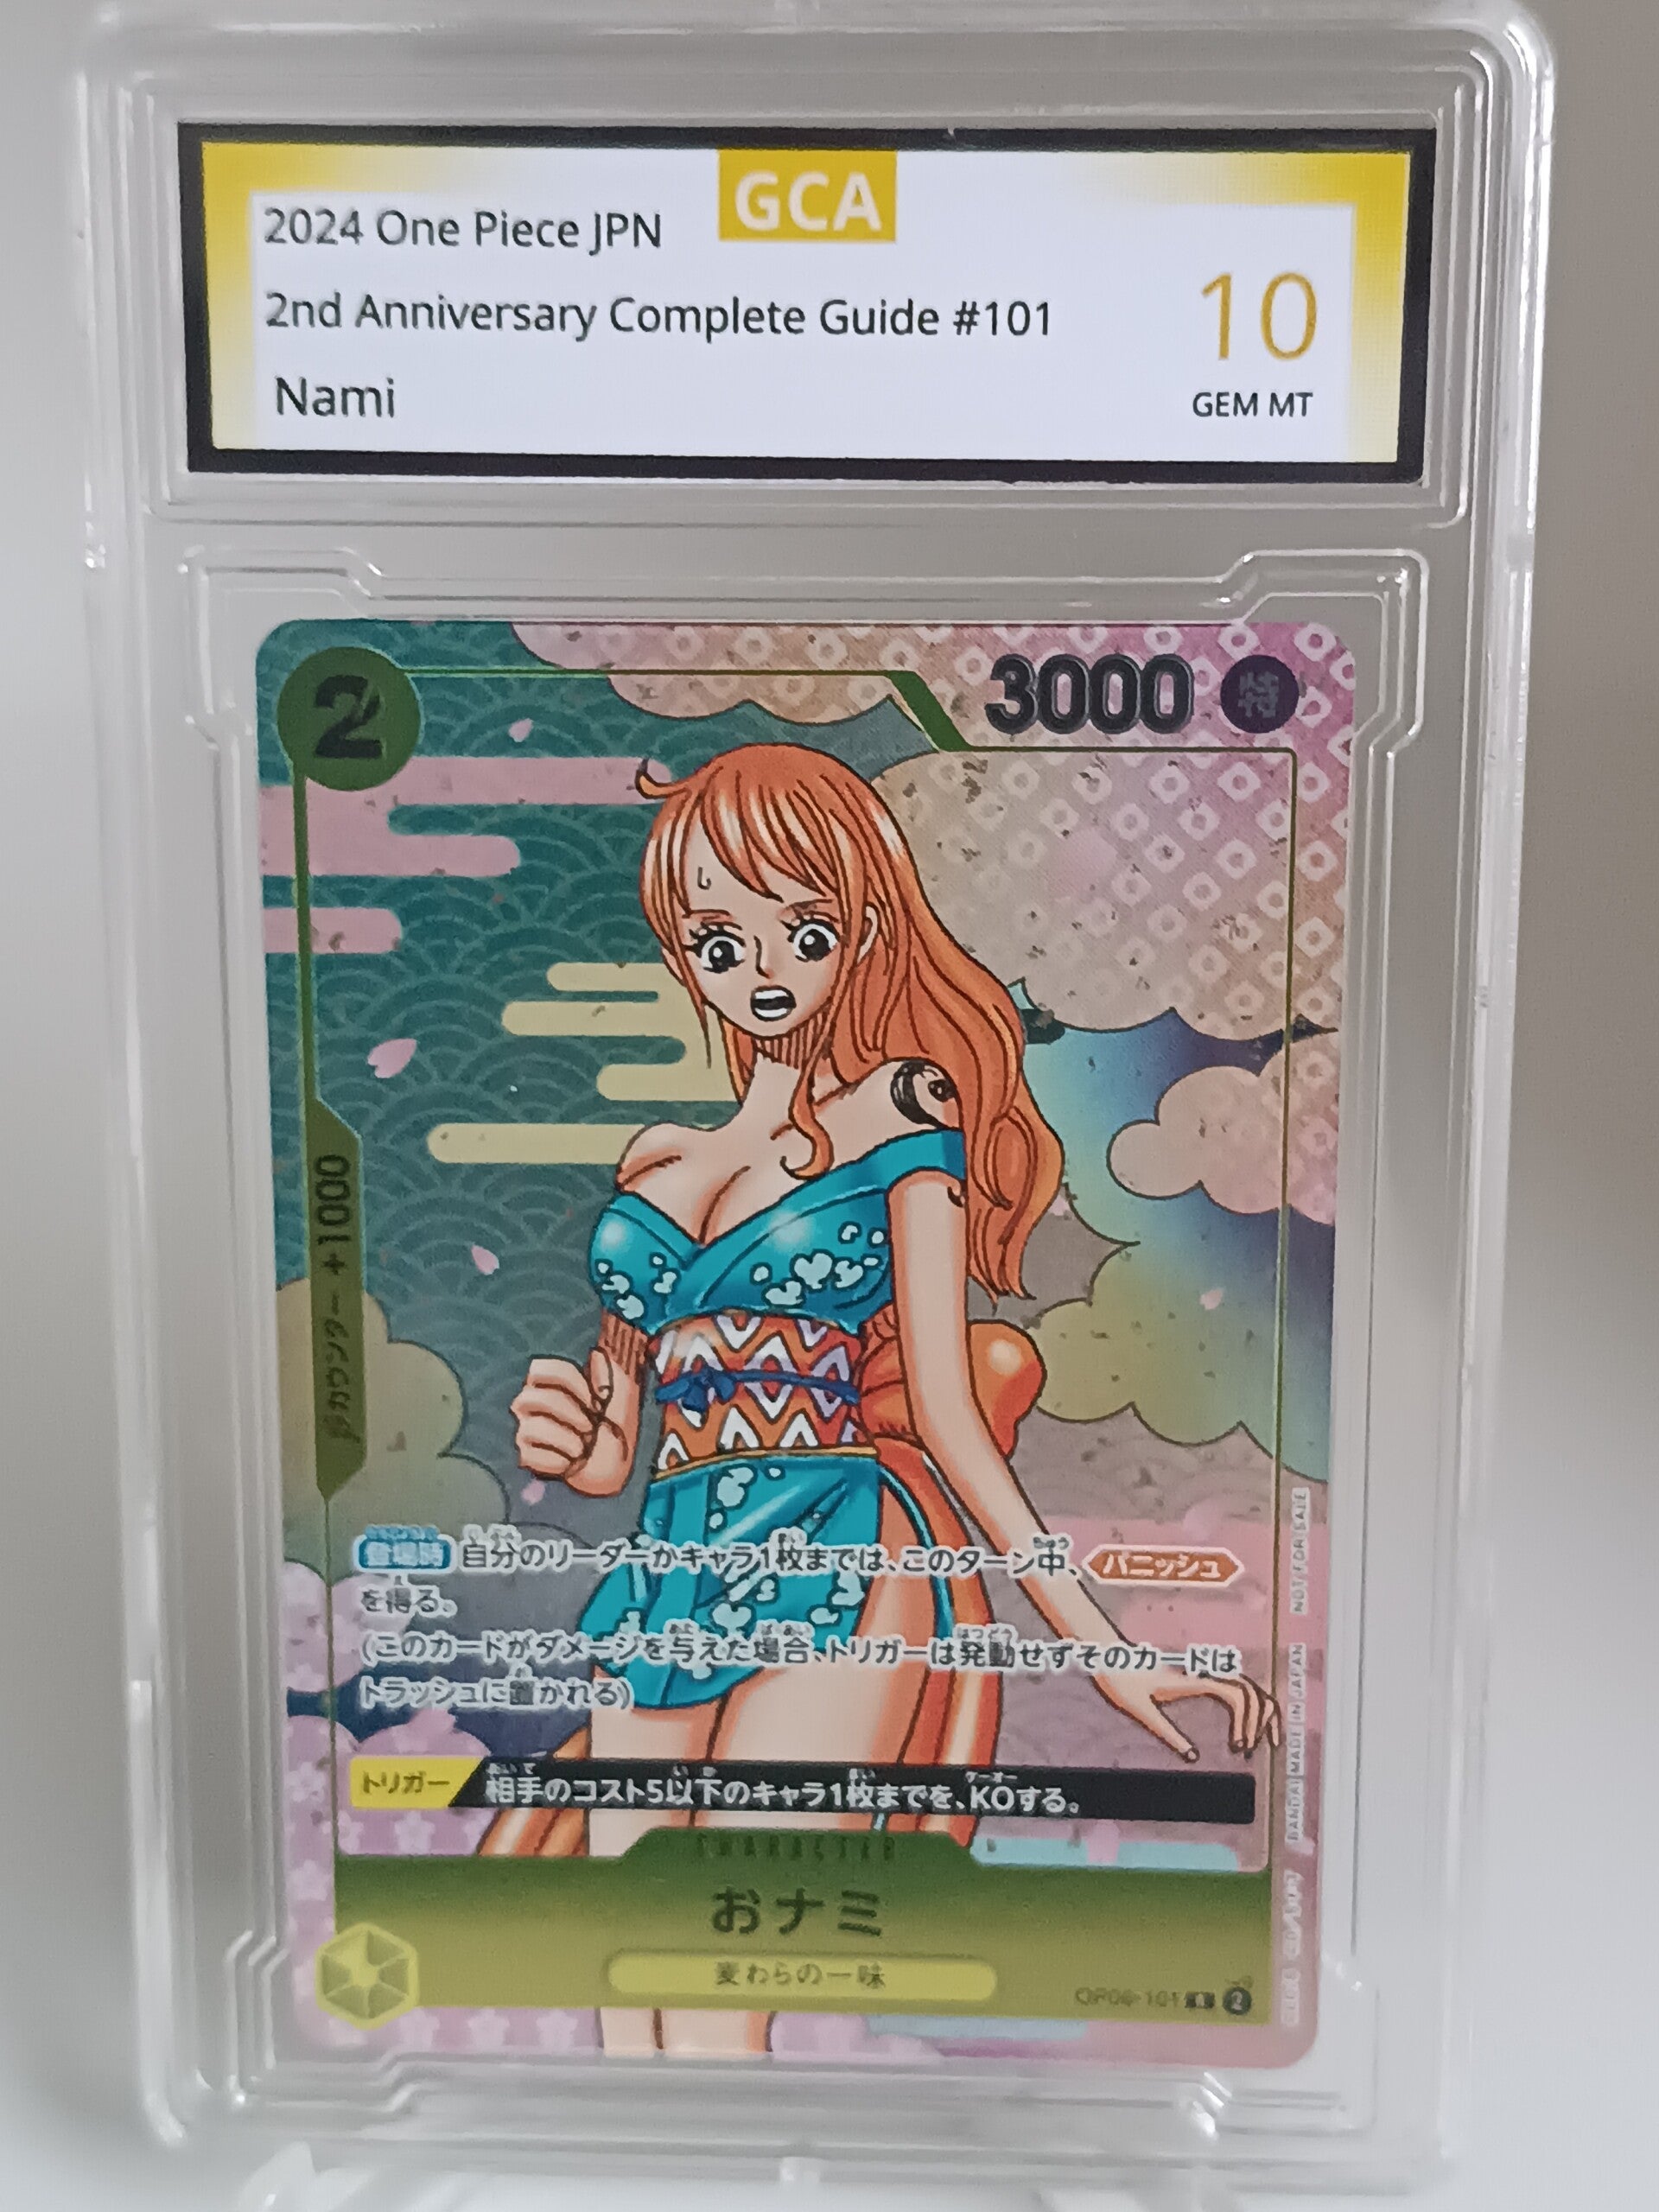 GCA
2024 One Piece JPN
2nd Anniversary Complete Guide #101
Nami
10
GEM MT
2
3000
特
カウンター +1000
登場時 自分のリーダーかキャラ1枚までは、このターン中、バニッシュ
を得る。
(このカードがダメージを与えた場合、トリガーは発動せずそのカードは
トラッシュに置かれる)
トリガー 相手のコスト5以下のキャラ1枚までを、KOする。
CHARACTER
おナミ
麦わらの一味
OP06-101
2
BANDAI MADE IN JAPAN NOT FOR SALE